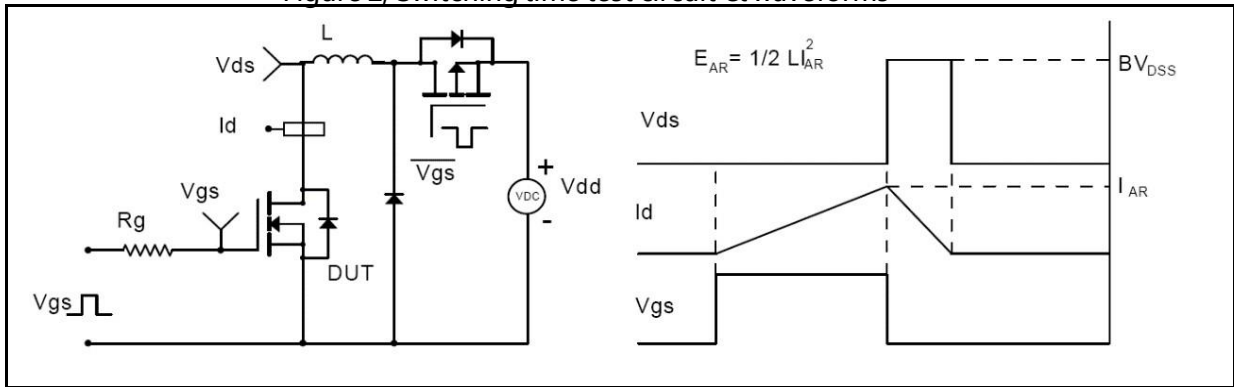 Figure 2, Switching time test circuit & waveforms
L
Vds
Id
Vgs
Rg
DUT
Vgs
Vgs
+
VDC
-
Vdd
E_AR = 1/2 LI_AR^2
BV_DSS
Vds
I_AR
Id
Vgs